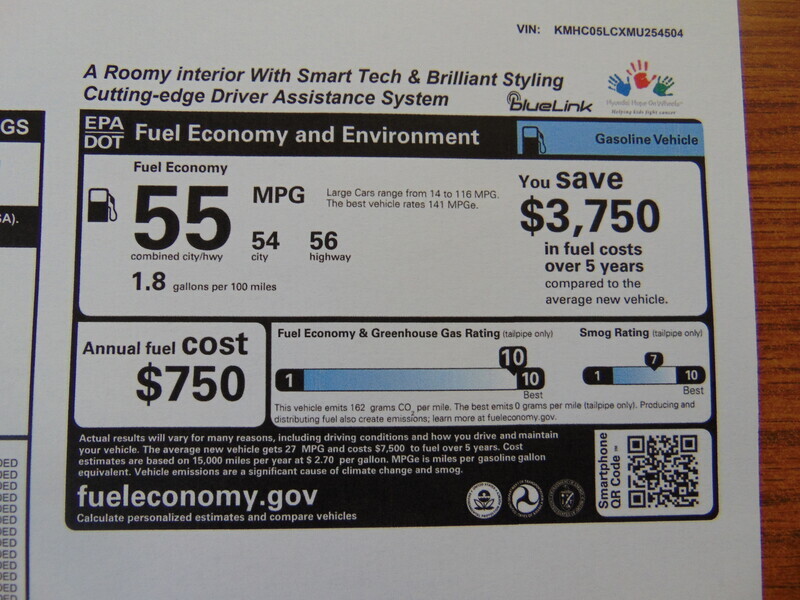 VIN: KMHC05LCXMU254504
A Roomy interior With Smart Tech & Brilliant Styling
Cutting-edge Driver Assistance System
BlueLink
Hyundai Hope On Wheels
Helping kids fight cancer
GS
GA).
EPA
DOT
Fuel Economy and Environment
Gasoline Vehicle
Fuel Economy
55
MPG
combined city/hwy
54
city
56
highway
1.8 gallons per 100 miles
Large Cars range from 14 to 116 MPG.
The best vehicle rates 141 MPGe.
You save
$3,750
in fuel costs
over 5 years
compared to the
average new vehicle.
Annual fuel cost
$750
Fuel Economy & Greenhouse Gas Rating (tailpipe only)
1
10
10
Best
Smog Rating (tailpipe only)
1
7
10
Best
This vehicle emits 162 grams CO2 per mile. The best emits 0 grams per mile (tailpipe only). Producing and
distributing fuel also create emissions; learn more at fueleconomy.gov.
Actual results will vary for many reasons, including driving conditions and how you drive and maintain
your vehicle. The average new vehicle gets 27 MPG and costs $7,500 to fuel over 5 years. Cost
estimates are based on 15,000 miles per year at $ 2.70 per gallon. MPGe is miles per gasoline gallon
equivalent. Vehicle emissions are a significant cause of climate change and smog.
fueleconomy.gov
Calculate personalized estimates and compare vehicles
Smartphone
QR Code
DED
DED
DED
DED
DED
DED
DED
DED
DED
DED
DED